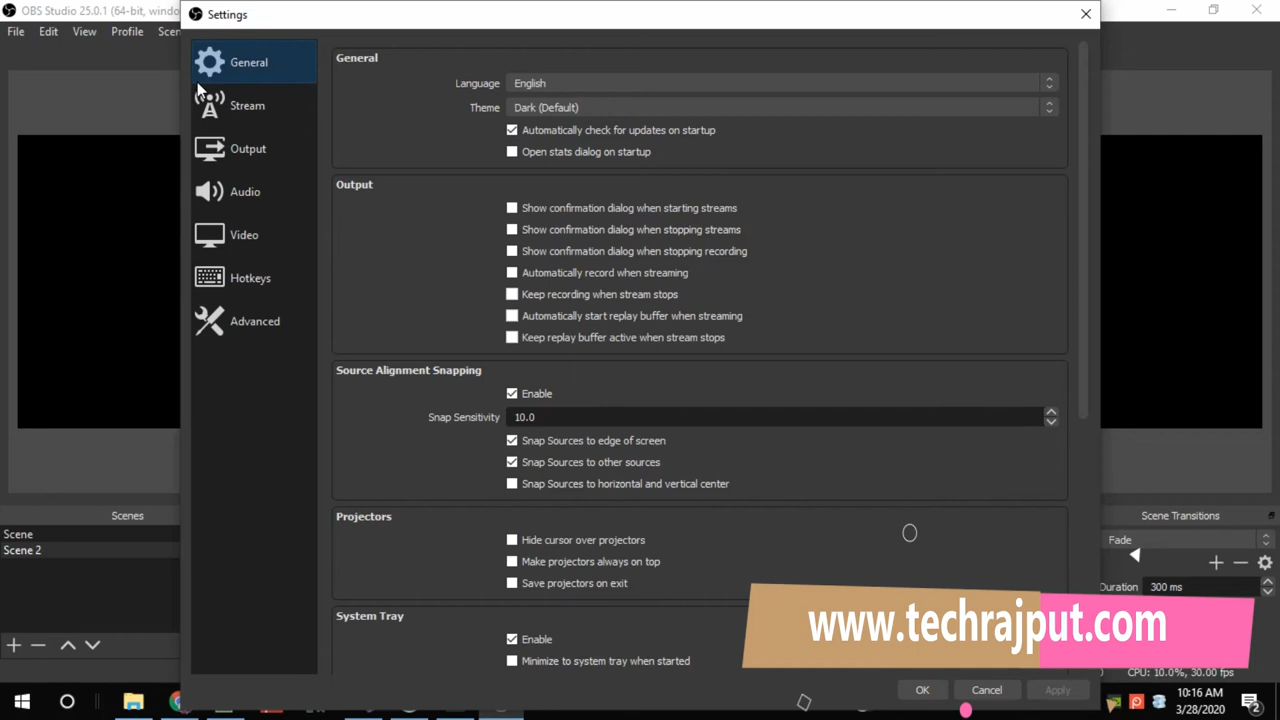 OBS Studio 25.0.1 (64-bit, windo
Settings
File Edit View Profile Scen
General
Stream
Output
Audio
Video
Hotkeys
Advanced
General
Language English
Theme Dark (Default)
Automatically check for updates on startup
Open stats dialog on startup
Output
Show confirmation dialog when starting streams
Show confirmation dialog when stopping streams
Show confirmation dialog when stopping recording
Automatically record when streaming
Keep recording when stream stops
Automatically start replay buffer when streaming
Keep replay buffer active when stream stops
Source Alignment Snapping
Enable
Snap Sensitivity 10.0
Snap Sources to edge of screen
Snap Sources to other sources
Snap Sources to horizontal and vertical center
Projectors
Hide cursor over projectors
Make projectors always on top
Save projectors on exit
System Tray
Enable
Minimize to system tray when started
OK Cancel Apply
Scenes
Scene
Scene 2
Scene Transitions
Fade
Duration 300 ms
www.techrajput.com
CPU: 10.0%, 30.00 fps
10:16 AM
3/28/2020
2